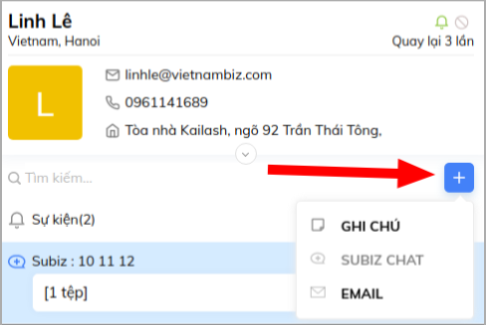 Linh Lê
Vietnam, Hanoi
Quay lại 3 lần
L
linhle@vietnambiz.com
0961141689
Tòa nhà Kailash, ngõ 92 Trần Thái Tông,
Tìm kiếm...
Sự kiện(2)
GHI CHÚ
Subiz : 10 11 12
SUBIZ CHAT
[1 tệp]
EMAIL